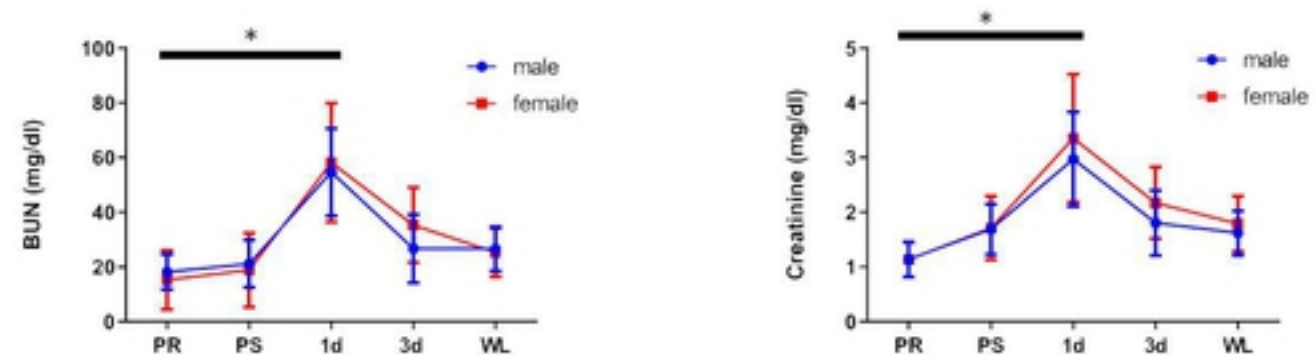 *
100
80
60
40
20
0
BUN (mg/dl)
PR PS 1d 3d WL
male
female
*
5
4
3
2
1
0
Creatinine (mg/dl)
PR PS 1d 3d WL
male
female